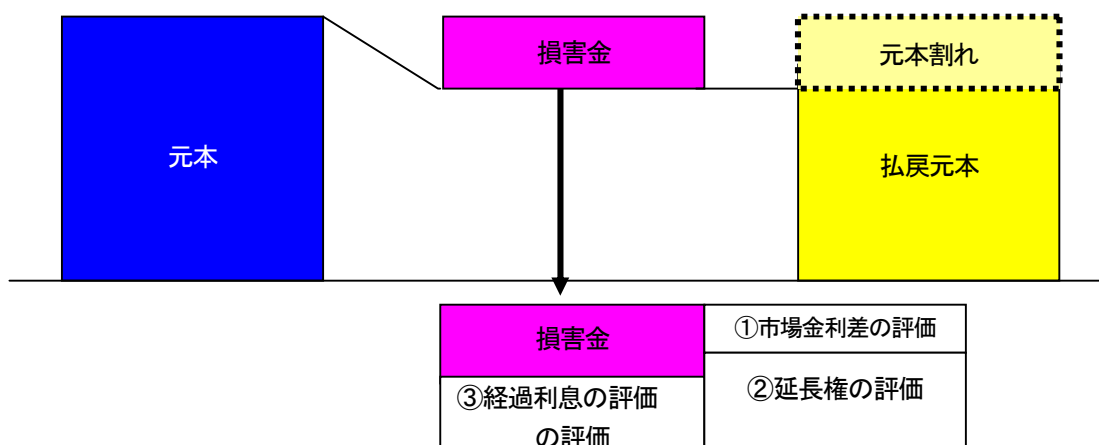 元本
損害金
元本割れ
払戻元本
損害金
①市場金利差の評価
②延長権の評価
③経過利息の評価
の評価